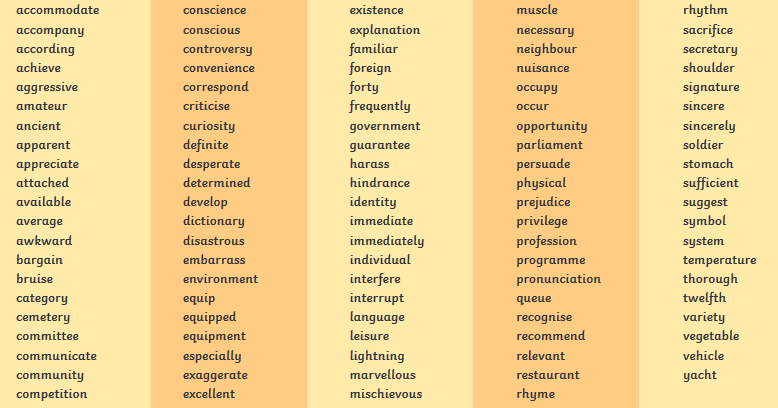 accommodate
accompany
according
achieve
aggressive
amateur
ancient
apparent
appreciate
attached
available
average
awkward
bargain
bruise
category
cemetery
committee
communicate
community
competition
conscience
conscious
controversy
convenience
correspond
criticise
curiosity
definite
desperate
determined
develop
dictionary
disastrous
embarrass
environment
equip
equipped
equipment
especially
exaggerate
excellent
existence
explanation
familiar
foreign
forty
frequently
government
guarantee
harass
hindrance
identity
immediate
immediately
individual
interfere
interrupt
language
leisure
lightning
marvellous
mischievous
muscle
necessary
neighbour
nuisance
occupy
occur
opportunity
parliament
persuade
physical
prejudice
privilege
profession
programme
pronunciation
queue
recognise
recommend
relevant
restaurant
rhyme
rhythm
sacrifice
secretary
shoulder
signature
sincere
sincerely
soldier
stomach
sufficient
suggest
symbol
system
temperature
thorough
twelfth
variety
vegetable
vehicle
yacht